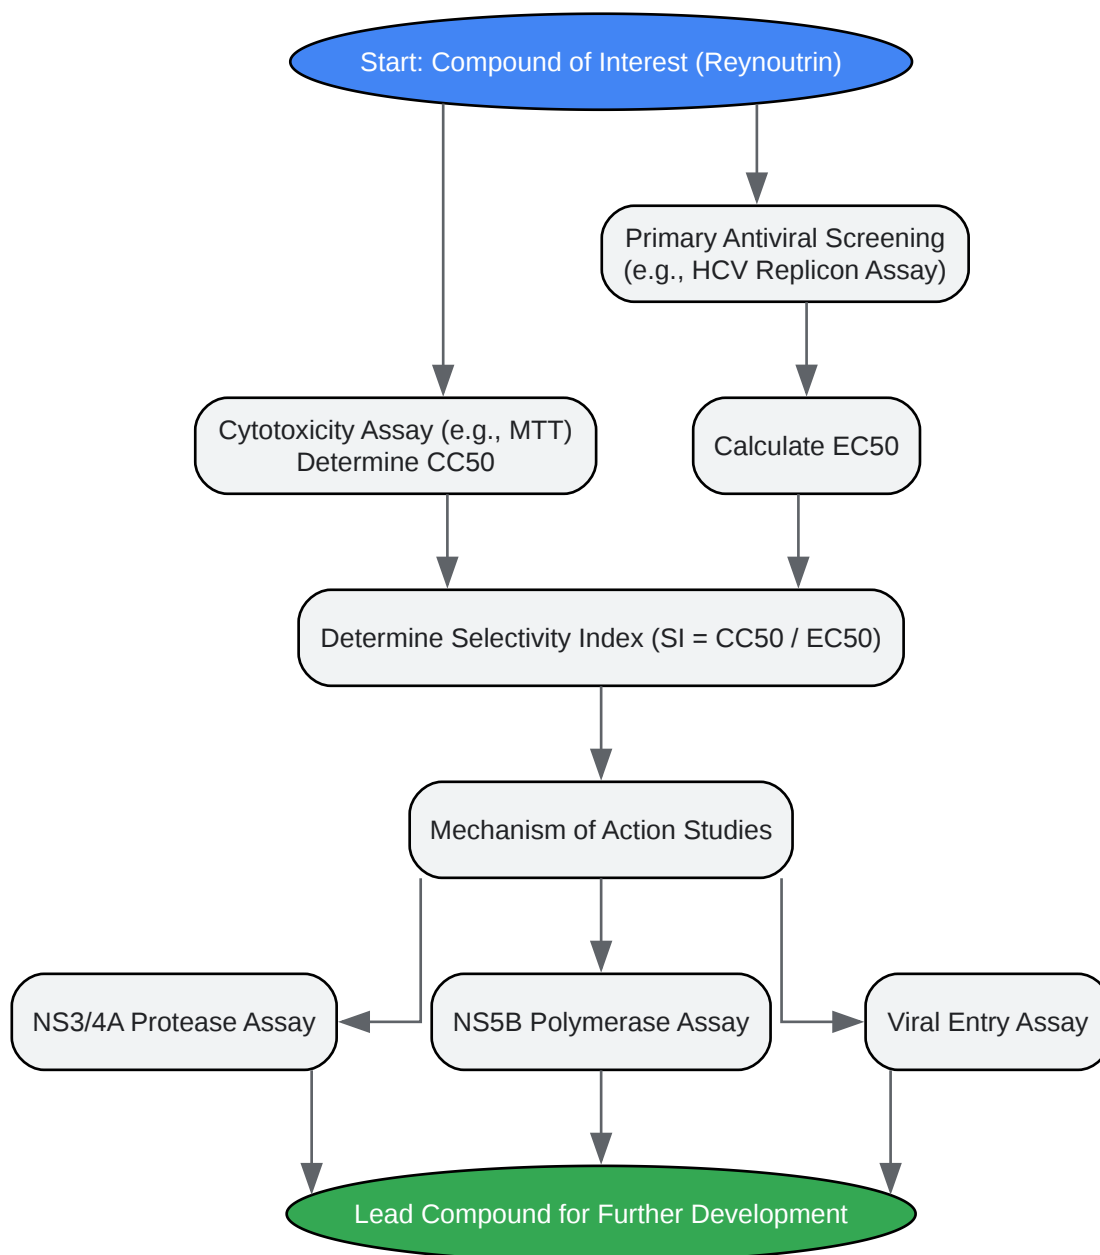 Start: Compound of Interest (Reynoutrin)
Primary Antiviral Screening
(e.g., HCV Replicon Assay)
Cytotoxicity Assay (e.g., MTT)
Determine CC50
Calculate EC50
Determine Selectivity Index (SI = CC50 / EC50)
Mechanism of Action Studies
NS3/4A Protease Assay
NS5B Polymerase Assay
Viral Entry Assay
Lead Compound for Further Development